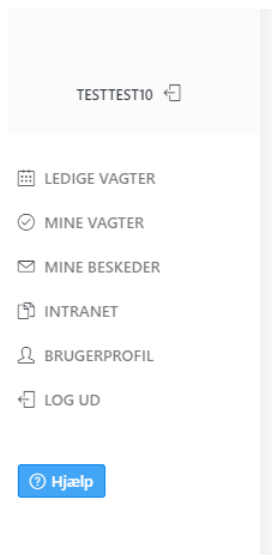 TESTTEST10
LEDIGE VAGTER
MINE VAGTER
MINE BESKEDER
INTRANET
BRUGERPROFIL
LOG UD
Hjælp